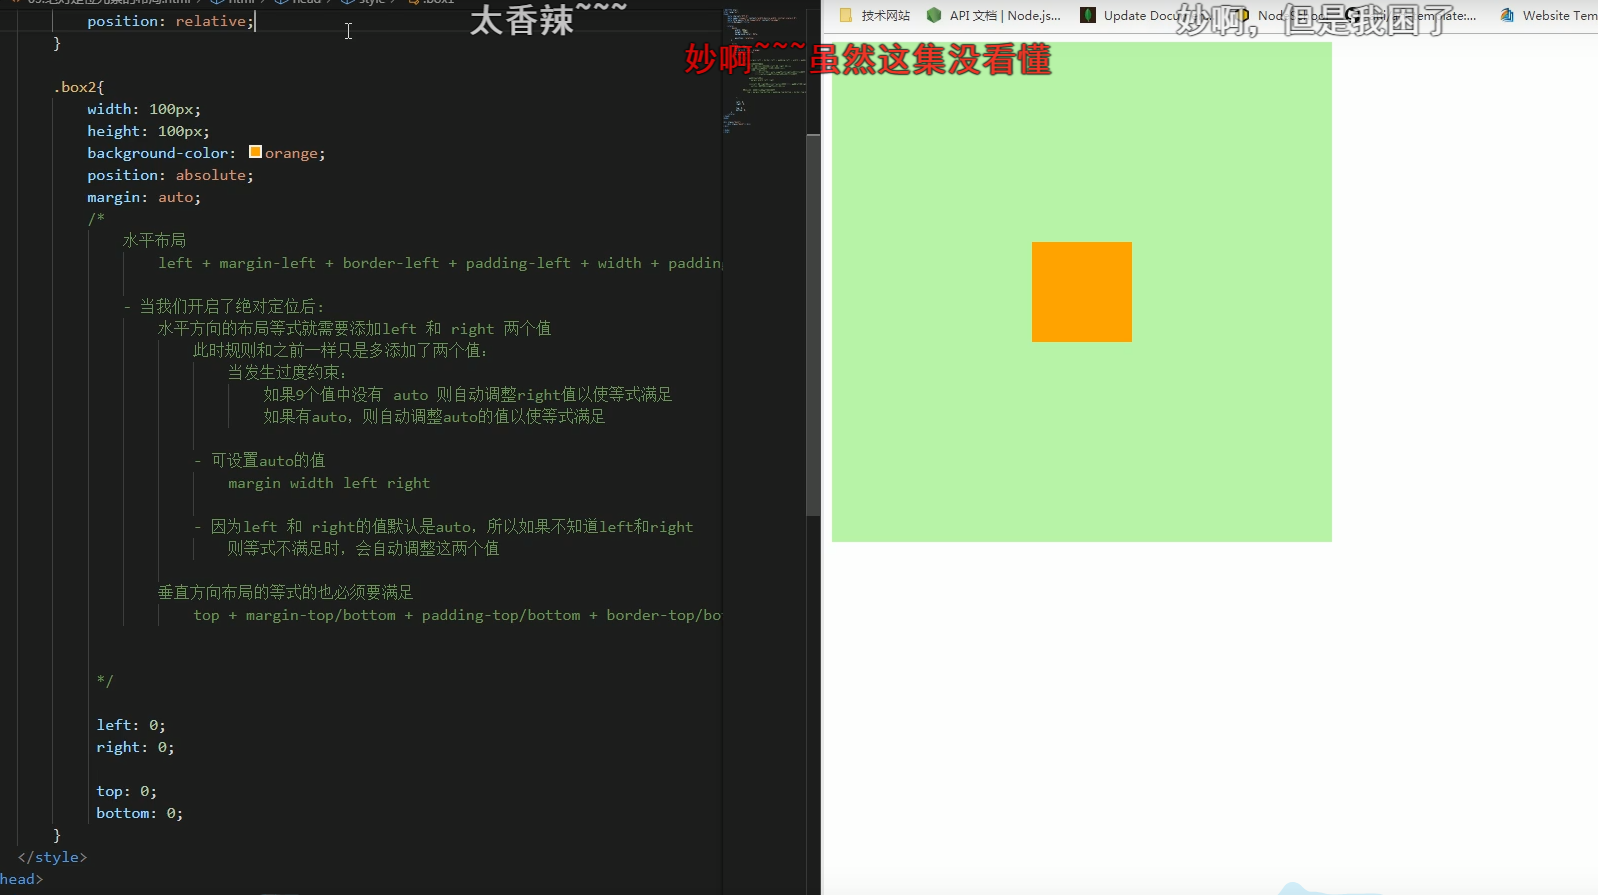 position: relative;
太香辣~~~
技术网站
API 文档 | Node.js...
Website Tem
妙啊，但是我困了
妙啊~~~虽然这集没看懂
}
.box2{
width: 100px;
height: 100px;
background-color: orange;
position: absolute;
margin: auto;
/*
水平布局
left + margin-left + border-left + padding-left + width + paddin
- 当我们开启了绝对定位后:
水平方向的布局等式就需要添加left 和 right 两个值
此时规则和之前一样只是多添加了两个值:
当发生过度约束:
如果9个值中没有 auto 则自动调整right值以使等式满足
如果有auto，则自动调整auto的值以使等式满足
- 可设置auto的值
margin width left right
- 因为left 和 right的值默认是auto，所以如果不知道left和right
则等式不满足时，会自动调整这两个值
垂直方向布局的等式的也必须要满足
top + margin-top/bottom + padding-top/bottom + border-top/bo
*/
left: 0;
right: 0;
top: 0;
bottom: 0;
}
</style>
head>